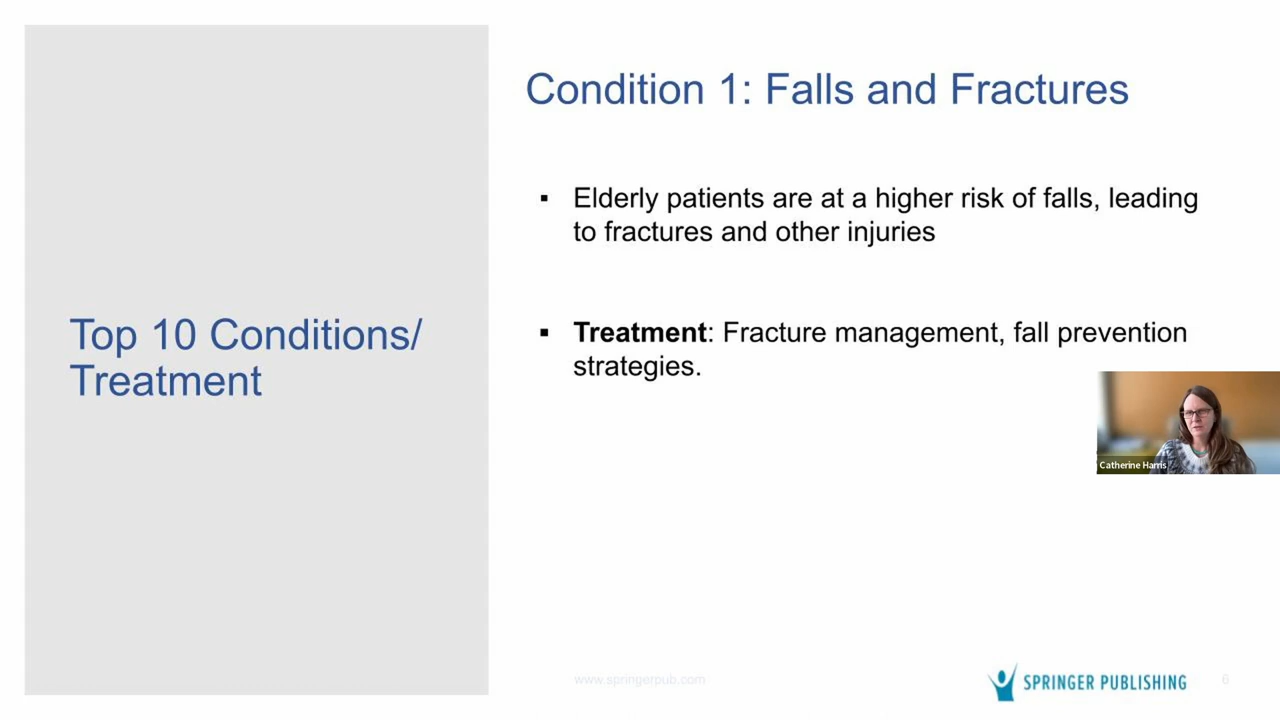 Top 10 Conditions/
Treatment
Condition 1: Falls and Fractures
▪ Elderly patients are at a higher risk of falls, leading
to fractures and other injuries
▪ Treatment: Fracture management, fall prevention
strategies.
Catherine Harris
www.springerpub.com
SPRINGER PUBLISHING
6